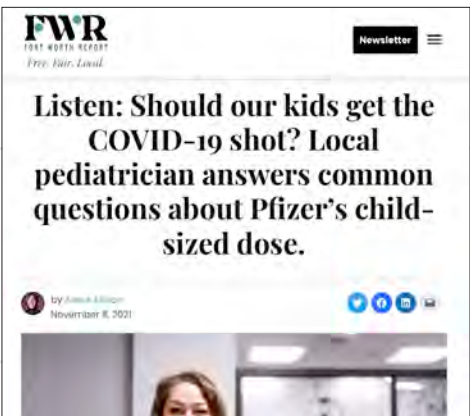 FWR
FORT WORTH REPORT
Free. Fair. Local.
Newsletter
Listen: Should our kids get the
COVID-19 shot? Local
pediatrician answers common
questions about Pfizer's child-
sized dose.
by
November 8, 2021